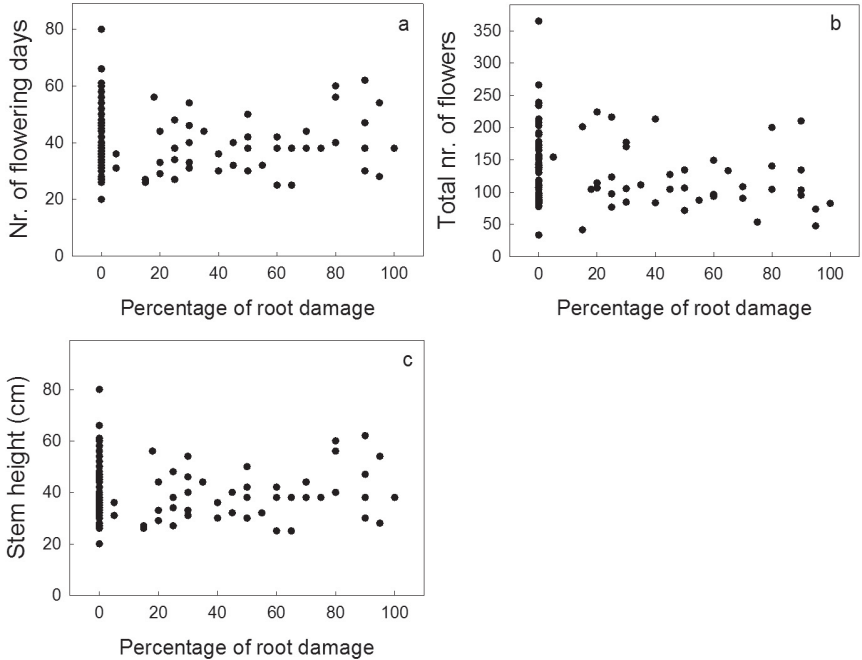 a
Nr. of flowering days
80
60
40
20
0
0 20 40 60 80 100
Percentage of root damage
b
Total nr. of flowers
350
300
250
200
150
100
50
0
0 20 40 60 80 100
Percentage of root damage
c
Stem height (cm)
80
60
40
20
0
0 20 40 60 80 100
Percentage of root damage